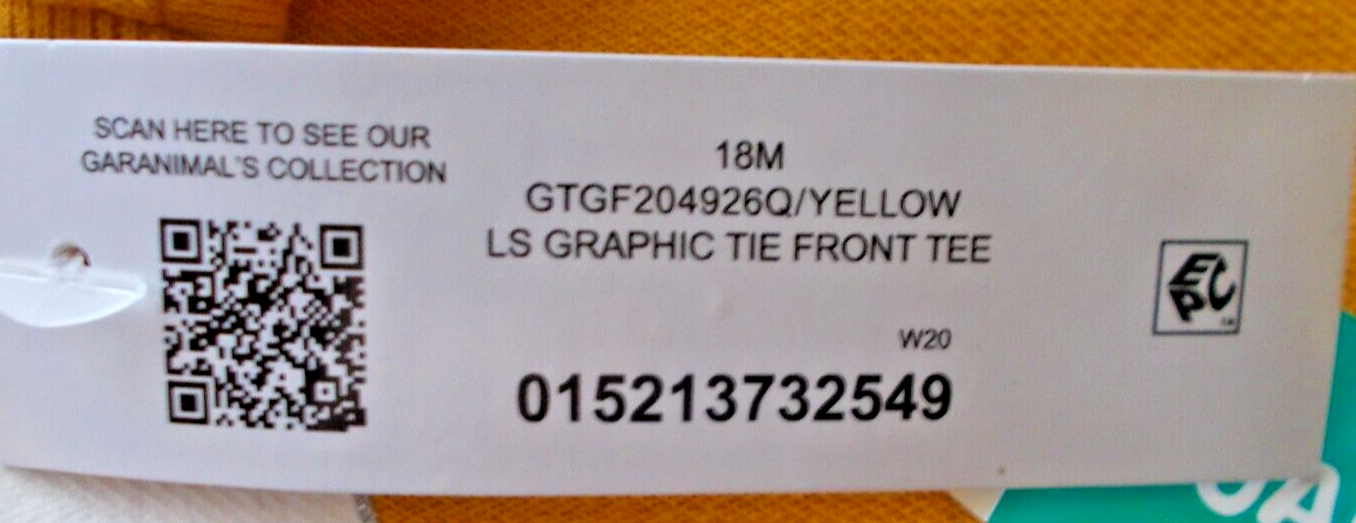 SCAN HERE TO SEE OUR
GARANIMAL'S COLLECTION
18M
GTGF204926Q/YELLOW
LS GRAPHIC TIE FRONT TEE
W20
015213732549
EPC